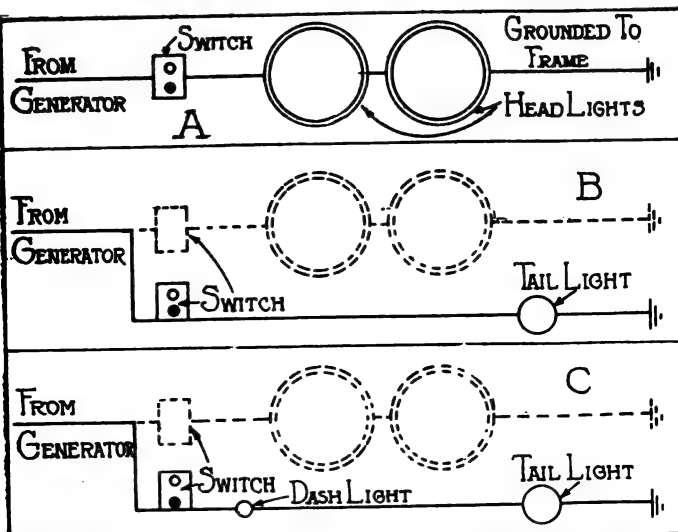 SWITCH
GROUNDED TO
FRAME
FROM
GENERATOR
HEAD LIGHTS
A
B
FROM
GENERATOR
TAIL LIGHT
SWITCH
C
FROM
GENERATOR
SWITCH
DASH LIGHT
TAIL LIGHT